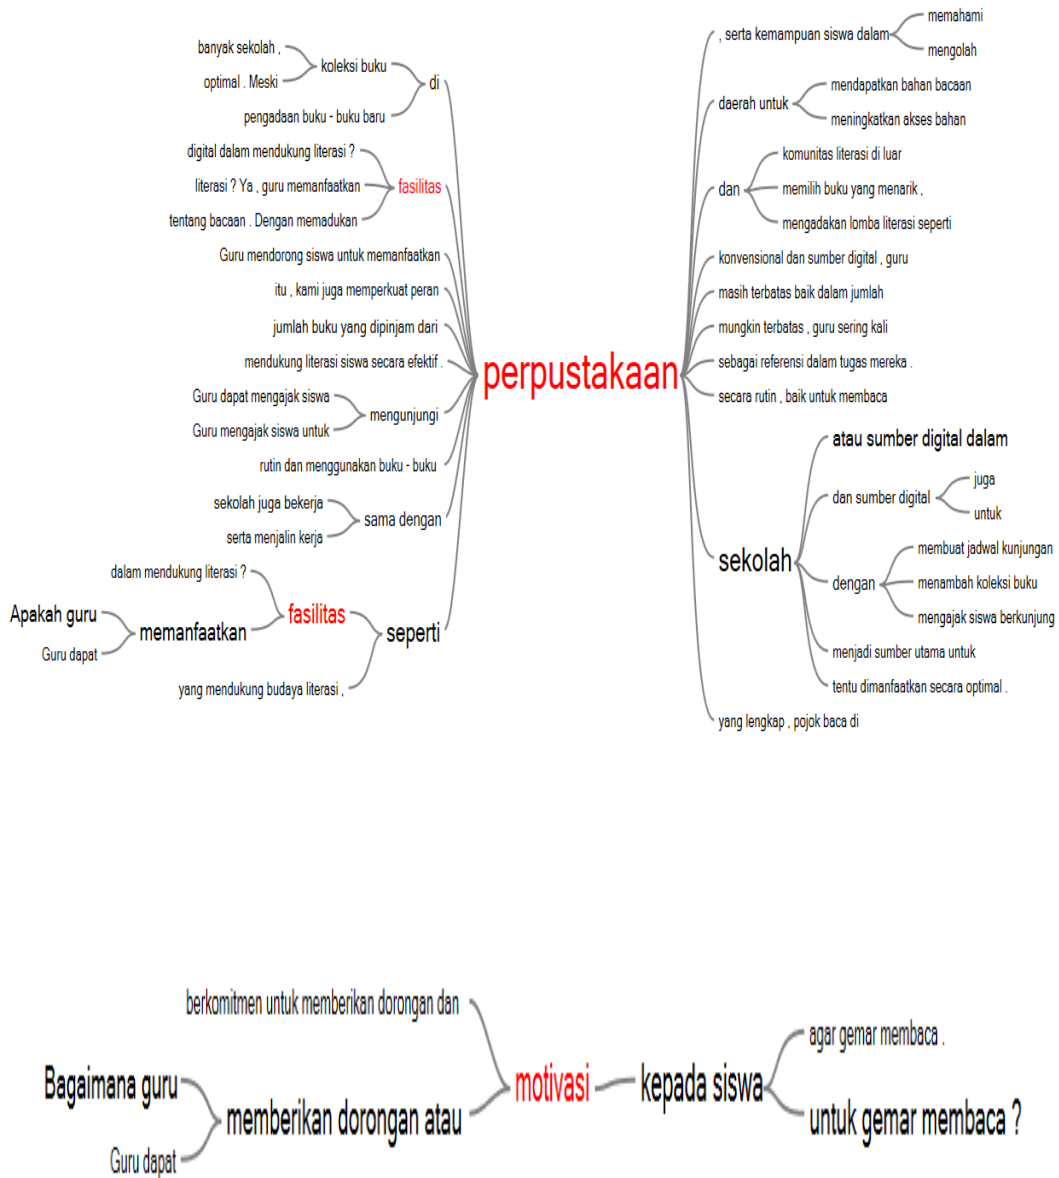 banyak sekolah ,
optimal . Meski
koleksi buku
pengadaan buku - buku baru
di
digital dalam mendukung literasi ?
literasi ? Ya , guru memanfaatkan
tentang bacaan . Dengan memadukan
fasilitas
Guru mendorong siswa untuk memanfaatkan
itu , kami juga memperkuat peran
jumlah buku yang dipinjam dari
mendukung literasi siswa secara efektif .
Guru dapat mengajak siswa
Guru mengajak siswa untuk
mengunjungi
rutin dan menggunakan buku - buku
sekolah juga bekerja
serta menjalin kerja
sama dengan
dalam mendukung literasi ?
Apakah guru
Guru dapat
memanfaatkan
fasilitas
yang mendukung budaya literasi ,
seperti
perpustakaan
, serta kemampuan siswa dalam
memahami
mengolah
daerah untuk
mendapatkan bahan bacaan
meningkatkan akses bahan
dan
komunitas literasi di luar
memilih buku yang menarik ,
mengadakan lomba literasi seperti
konvensional dan sumber digital , guru
masih terbatas baik dalam jumlah
mungkin terbatas , guru sering kali
sebagai referensi dalam tugas mereka .
secara rutin , baik untuk membaca
sekolah
atau sumber digital dalam
dan sumber digital
juga
untuk
dengan
membuat jadwal kunjungan
menambah koleksi buku
mengajak siswa berkunjung
menjadi sumber utama untuk
tentu dimanfaatkan secara optimal .
yang lengkap , pojok baca di
berkomitmen untuk memberikan dorongan dan
Bagaimana guru
Guru dapat
memberikan dorongan atau
motivasi
kepada siswa
agar gemar membaca .
untuk gemar membaca ?